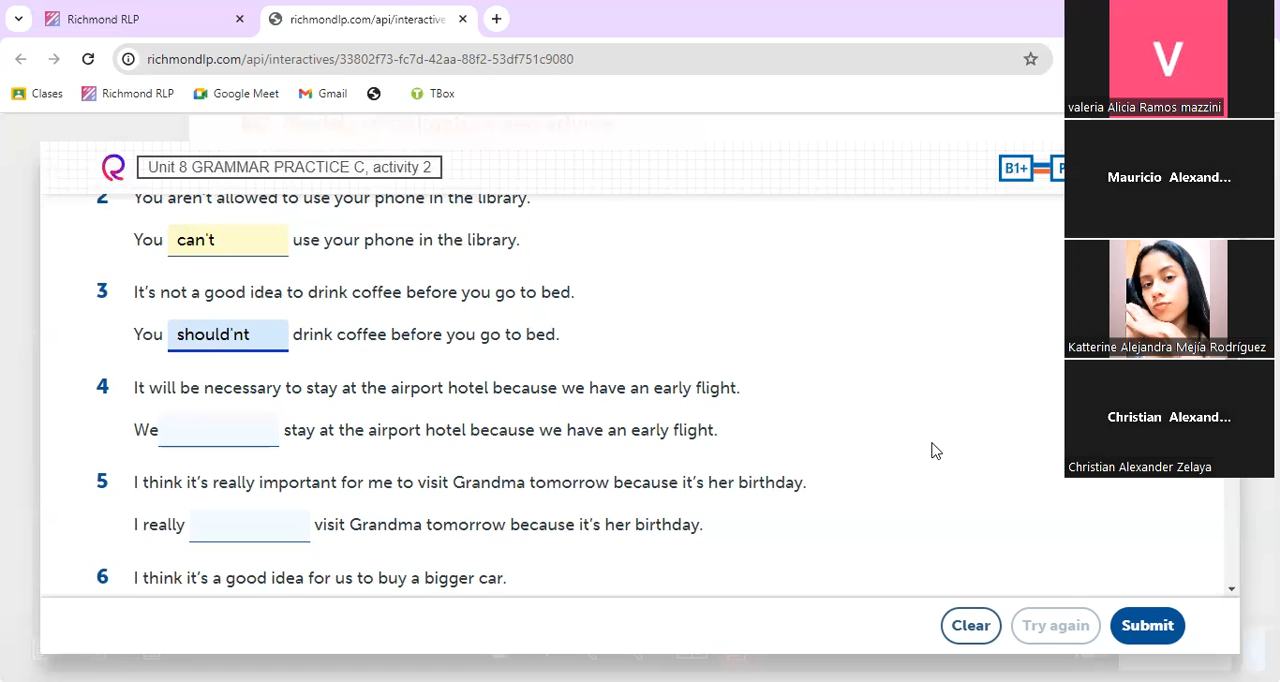 Richmond RLP
richmondlp.com/api/interactive
richmondlp.com/api/interactives/33802f73-fc7d-42aa-88f2-53df751c9080
Clases
Richmond RLP
Google Meet
Gmail
TBox
Unit 8 GRAMMAR PRACTICE C, activity 2
B1+
2 You aren't allowed to use your phone in the library.
You can't use your phone in the library.
3 It's not a good idea to drink coffee before you go to bed.
You should'nt drink coffee before you go to bed.
4 It will be necessary to stay at the airport hotel because we have an early flight.
We stay at the airport hotel because we have an early flight.
5 I think it's really important for me to visit Grandma tomorrow because it's her birthday.
I really visit Grandma tomorrow because it's her birthday.
6 I think it's a good idea for us to buy a bigger car.
Clear
Try again
Submit
V
valeria Alicia Ramos mazzini
Mauricio Alexand...
Katterine Alejandra Mejía Rodríguez
Christian Alexand...
Christian Alexander Zelaya